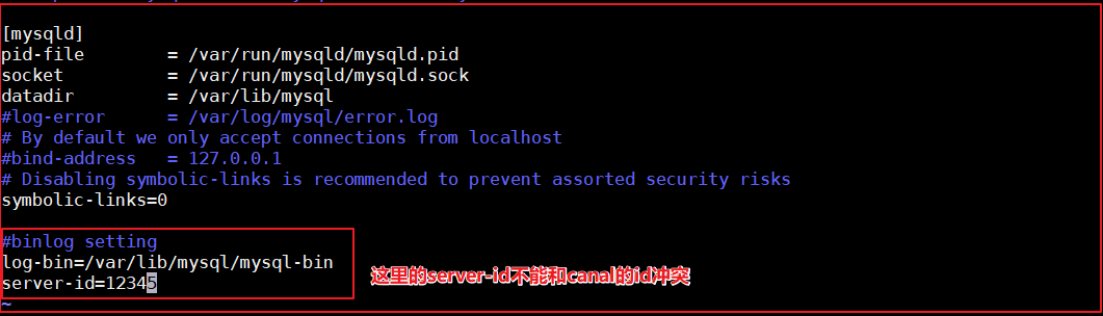 [mysqld]
pid-file = /var/run/mysqld/mysqld.pid
socket = /var/run/mysqld/mysqld.sock
datadir = /var/lib/mysql
#log-error = /var/log/mysql/error.log
# By default we only accept connections from localhost
#bind-address = 127.0.0.1
# Disabling symbolic-links is recommended to prevent assorted security risks
symbolic-links=0
#binlog setting
log-bin=/var/lib/mysql/mysql-bin
server-id=12345
这里的server-id不能和canal的id冲突
~